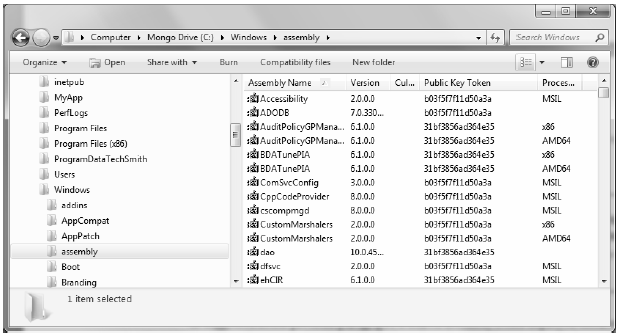 Computer ▸ Mongo Drive (C:) ▸ Windows ▸ assembly ▸
Search Windows
Organize ▾ Open Share with ▾ Burn Compatibility files New folder
inetpub
MyApp
PerfLogs
Program Files
Program Files (x86)
ProgramDataTechSmith
Users
Windows
addins
AppCompat
AppPatch
assembly
Boot
Branding
Assembly Name Version Cul... Public Key Token Proces...
Accessibility 2.0.0.0 b03f5f7f11d50a3a MSIL
ADODB 7.0.330... b03f5f7f11d50a3a
AuditPolicyGPMana... 6.1.0.0 31bf3856ad364e35 x86
AuditPolicyGPMana... 6.1.0.0 31bf3856ad364e35 AMD64
BDATunePIA 6.1.0.0 31bf3856ad364e35 x86
BDATunePIA 6.1.0.0 31bf3856ad364e35 AMD64
ComSvcConfig 3.0.0.0 b03f5f7f11d50a3a MSIL
CppCodeProvider 8.0.0.0 b03f5f7f11d50a3a MSIL
cscompmgd 8.0.0.0 b03f5f7f11d50a3a MSIL
CustomMarshalers 2.0.0.0 b03f5f7f11d50a3a x86
CustomMarshalers 2.0.0.0 b03f5f7f11d50a3a AMD64
dao 10.0.45... 31bf3856ad364e35
dfsvc 2.0.0.0 b03f5f7f11d50a3a MSIL
ehCIR 6.1.0.0 31bf3856ad364e35 MSIL
1 item selected